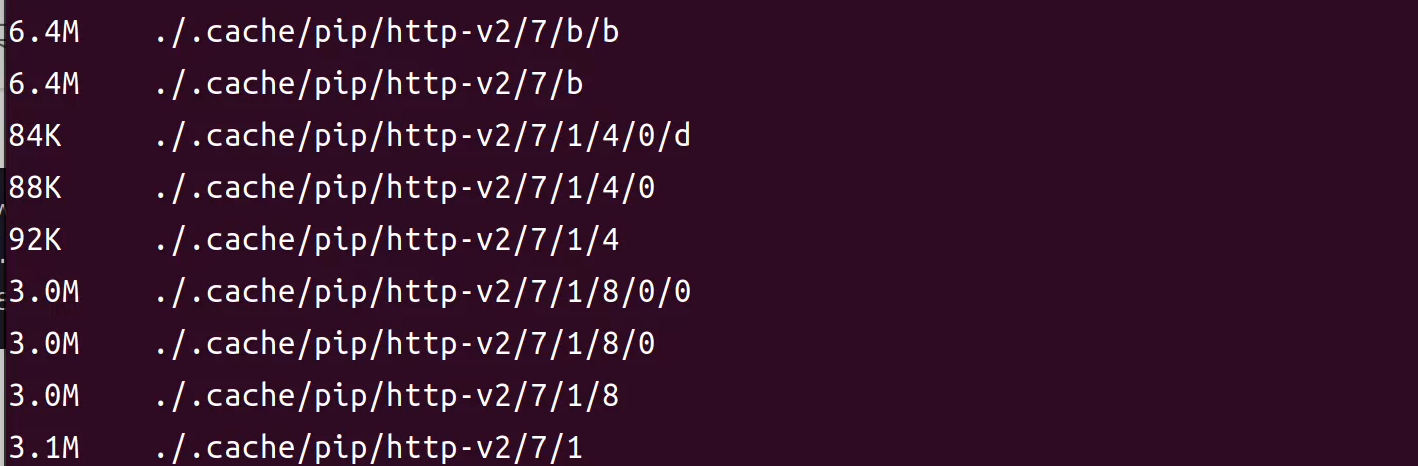 6.4M ./.cache/pip/http-v2/7/b/b
6.4M ./.cache/pip/http-v2/7/b
84K ./.cache/pip/http-v2/7/1/4/0/d
88K ./.cache/pip/http-v2/7/1/4/0
92K ./.cache/pip/http-v2/7/1/4
3.0M ./.cache/pip/http-v2/7/1/8/0/0
3.0M ./.cache/pip/http-v2/7/1/8/0
3.0M ./.cache/pip/http-v2/7/1/8
3.1M ./.cache/pip/http-v2/7/1